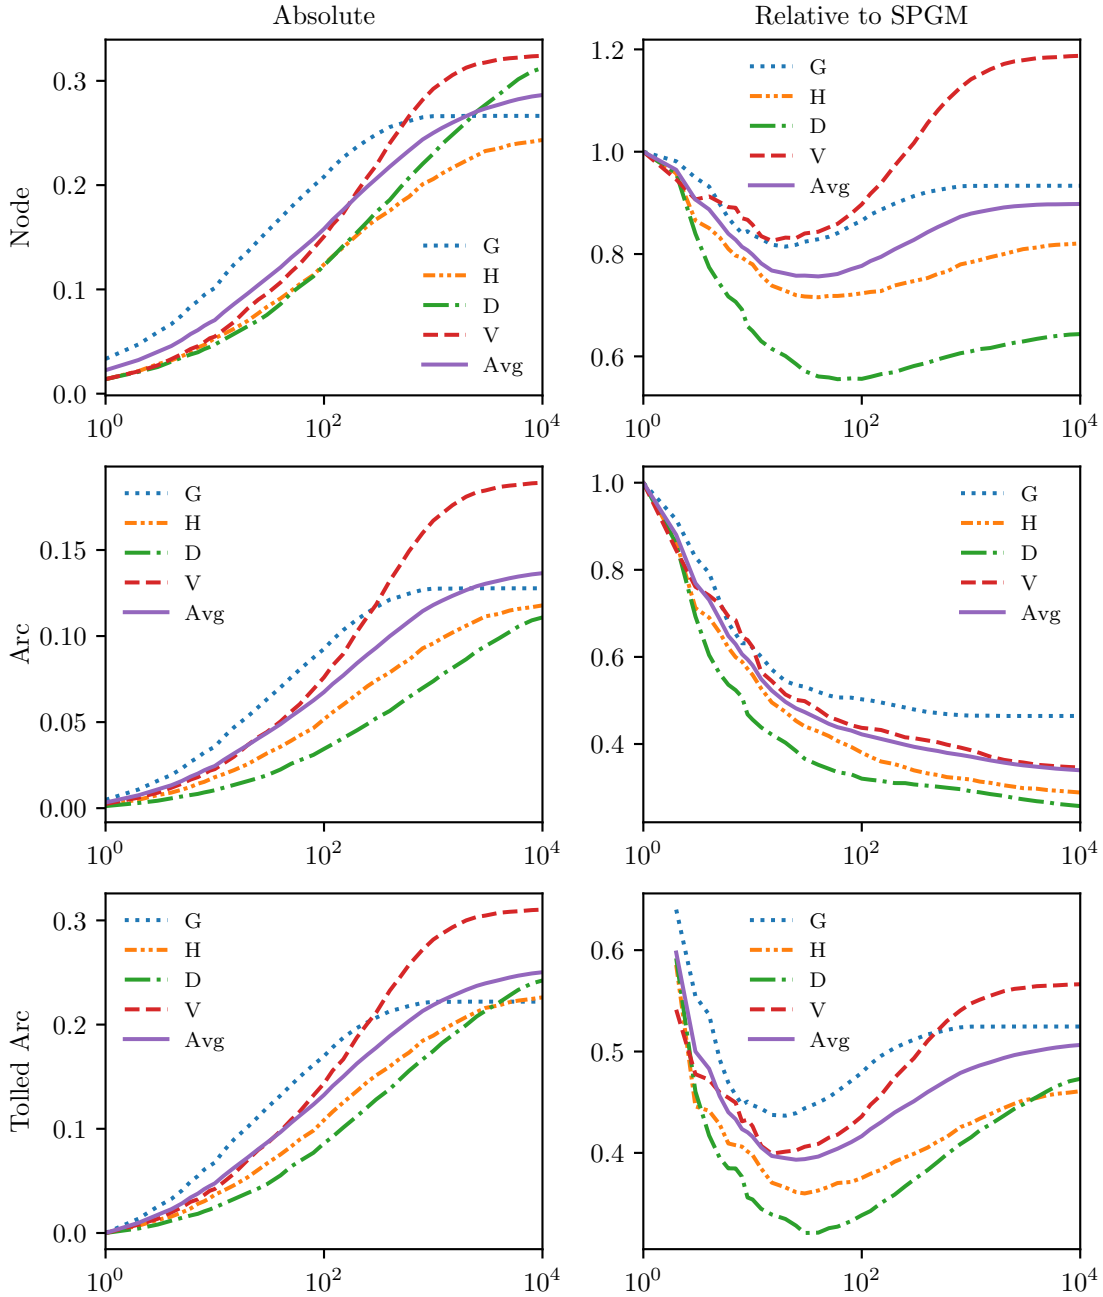 Absolute
Relative to SPGM
Node
0.3
0.2
0.1
0.0
G
H
D
V
Avg
10^0
10^2
10^4
1.2
1.0
0.8
0.6
G
H
D
V
Avg
10^0
10^2
10^4
Arc
0.15
0.10
0.05
0.00
G
H
D
V
Avg
10^0
10^2
10^4
1.0
0.8
0.6
0.4
G
H
D
V
Avg
10^0
10^2
10^4
Tolled Arc
0.3
0.2
0.1
0.0
G
H
D
V
Avg
10^0
10^2
10^4
0.6
0.5
0.4
G
H
D
V
Avg
10^0
10^2
10^4